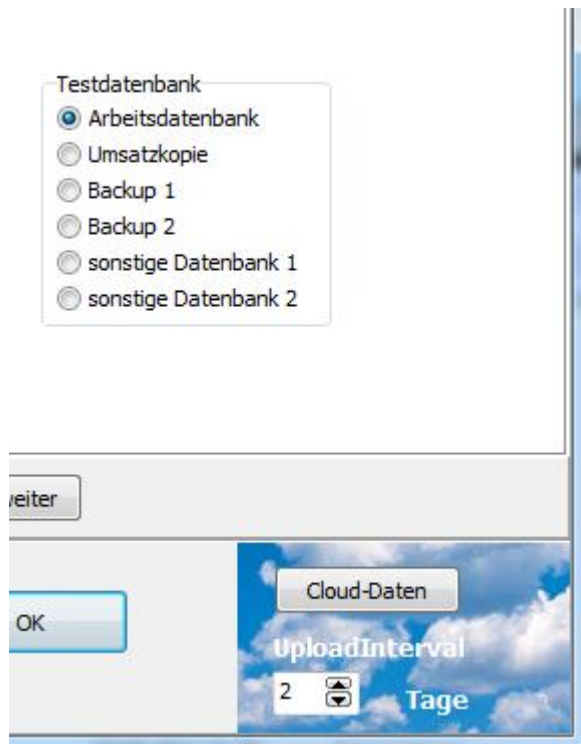 Testdatenbank
Arbeitsdatenbank
Umsatzkopie
Backup 1
Backup 2
sonstige Datenbank 1
sonstige Datenbank 2
weiter
OK
Cloud-Daten
UploadInterval
2
Tage